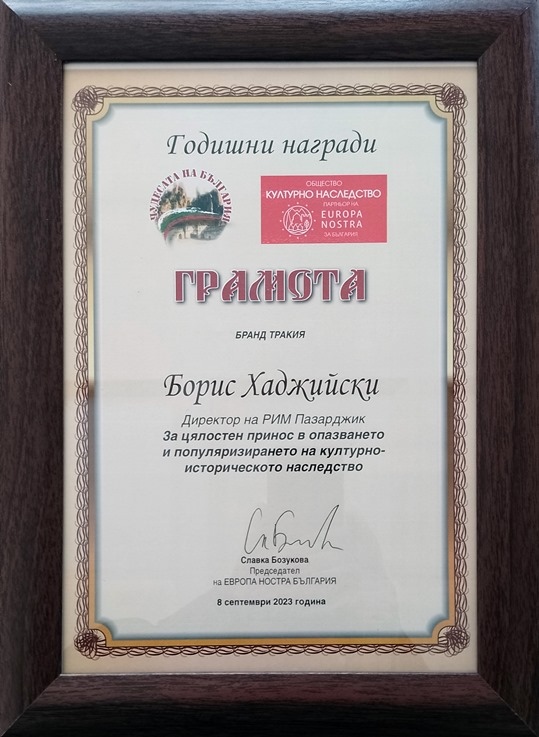 Годишни награди
ЧУДЕСАТА НА БЪЛГАРИЯ
ОБЩЕСТВО
КУЛТУРНО НАСЛЕДСТВО
ПАРТНЬОР НА
EUROPA
NOSTRA
ЗА БЪЛГАРИЯ
ГРАМОТА
БРАНД ТРАКИЯ
Борис Хаджийски
Директор на РИМ Пазарджик
За цялостен принос в опазването
и популяризирането на културно-
историческото наследство
Славка Бозукова
Председател
на ЕВРОПА НОСТРА БЪЛГАРИЯ
8 септември 2023 година